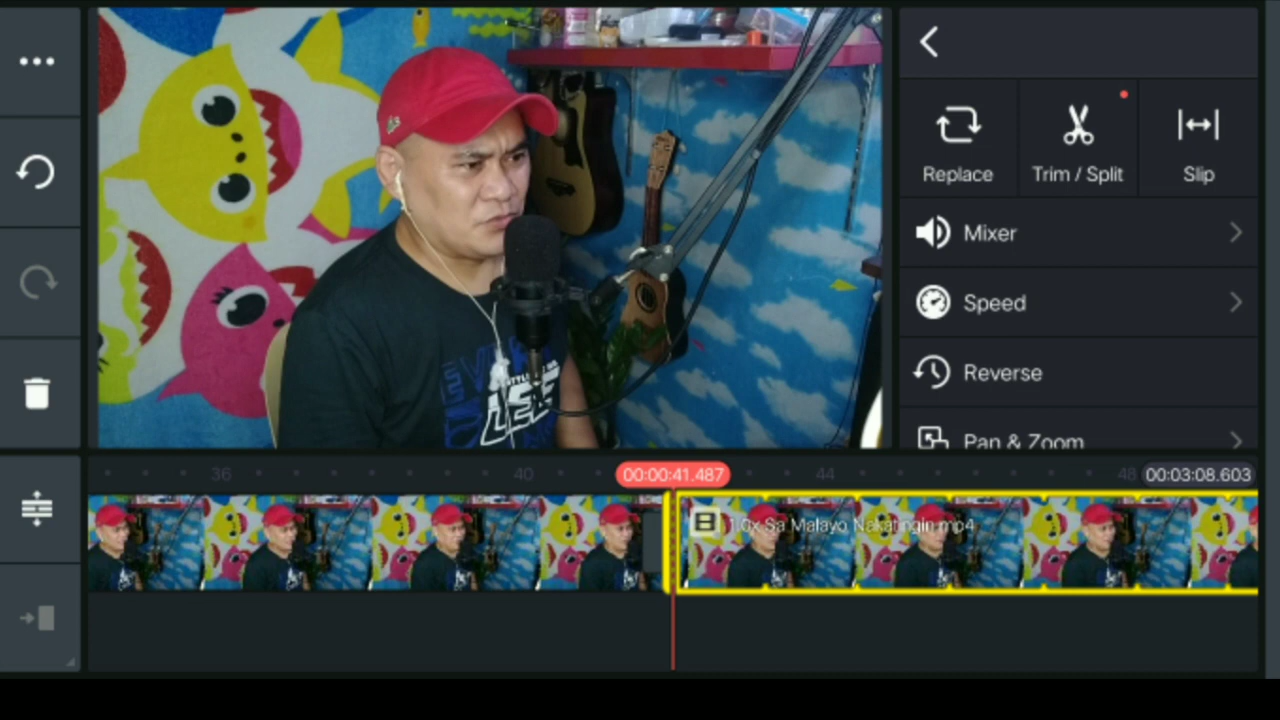 Replace
Trim / Split
Slip
Mixer
Speed
Reverse
Pan & Zoom
36
40
00:00:41.487
44
48
00:03:08.603
1.0x Sa Malayo Nakatingin.mp4